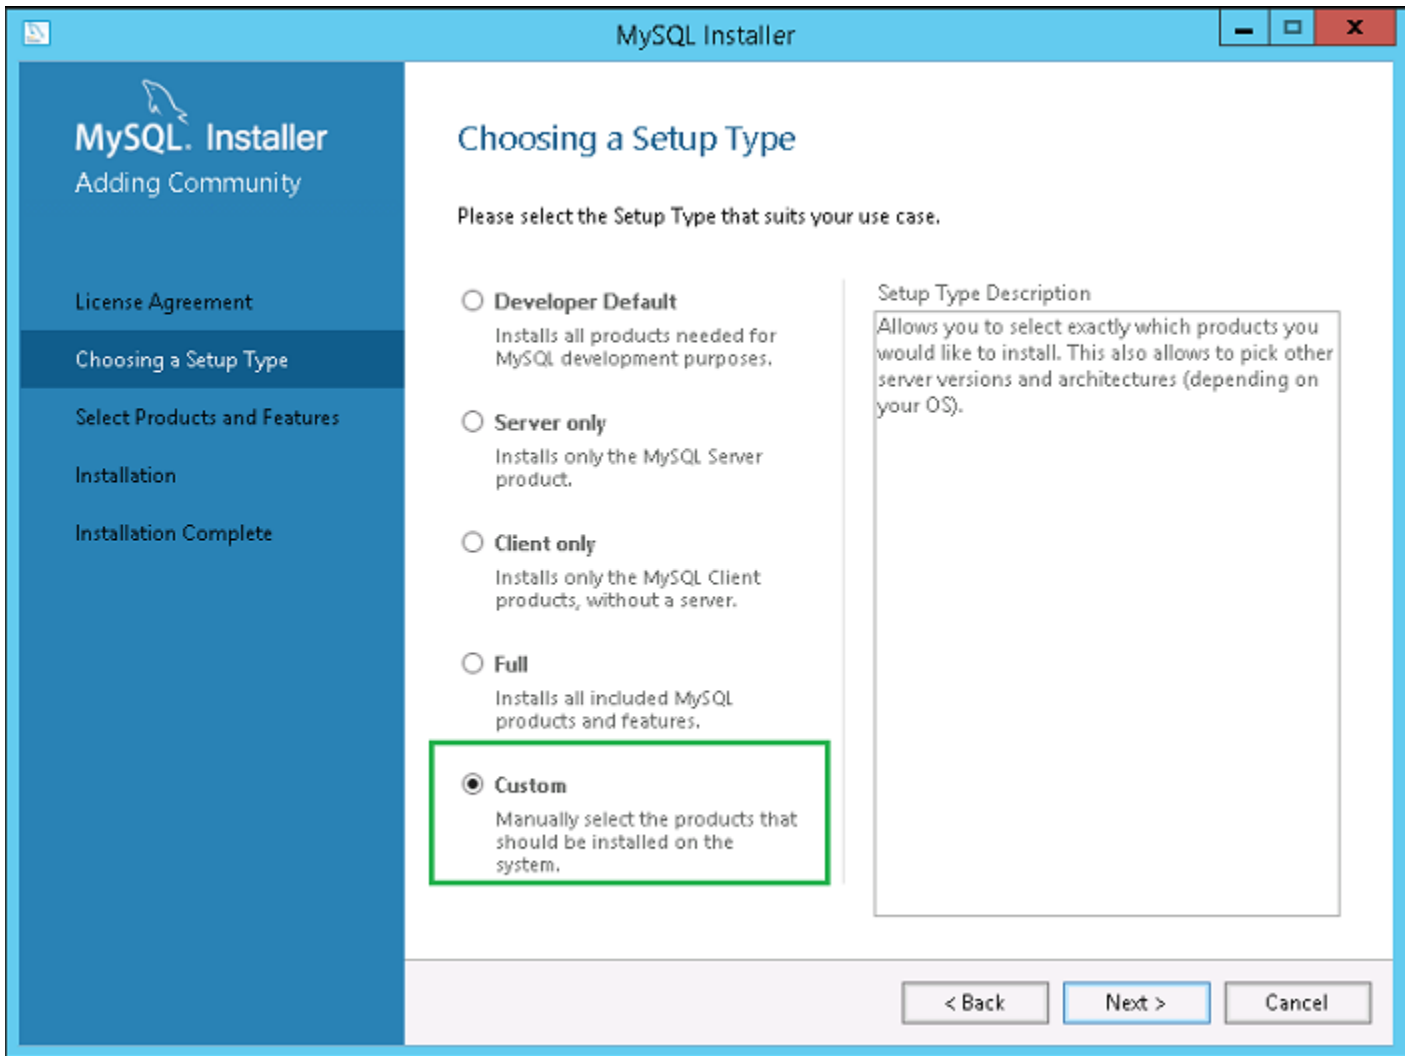 MySQL Installer
MySQL. Installer
Adding Community
License Agreement
Choosing a Setup Type
Select Products and Features
Installation
Installation Complete
Choosing a Setup Type
Please select the Setup Type that suits your use case.
Developer Default
Installs all products needed for
MySQL development purposes.
Server only
Installs only the MySQL Server
product.
Client only
Installs only the MySQL Client
products, without a server.
Full
Installs all included MySQL
products and features.
Custom
Manually select the products that
should be installed on the
system.
Setup Type Description
Allows you to select exactly which products you
would like to install. This also allows to pick other
server versions and architectures (depending on
your OS).
< Back
Next >
Cancel